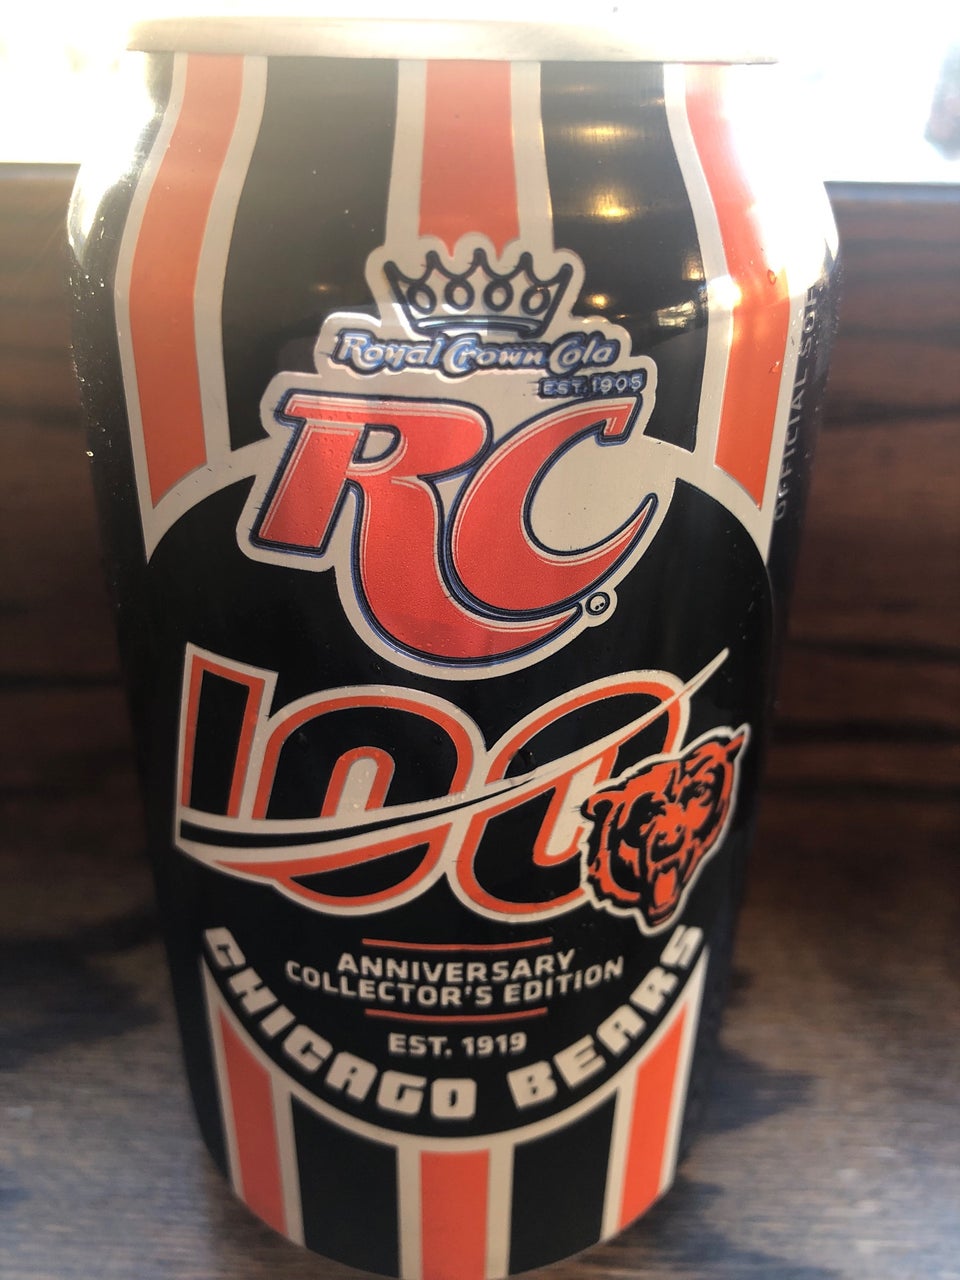 Royal Crown Cola
EST. 1905
RC
100
ANNIVERSARY
COLLECTOR'S EDITION
EST. 1919
CHICAGO BEARS
OFFICIAL